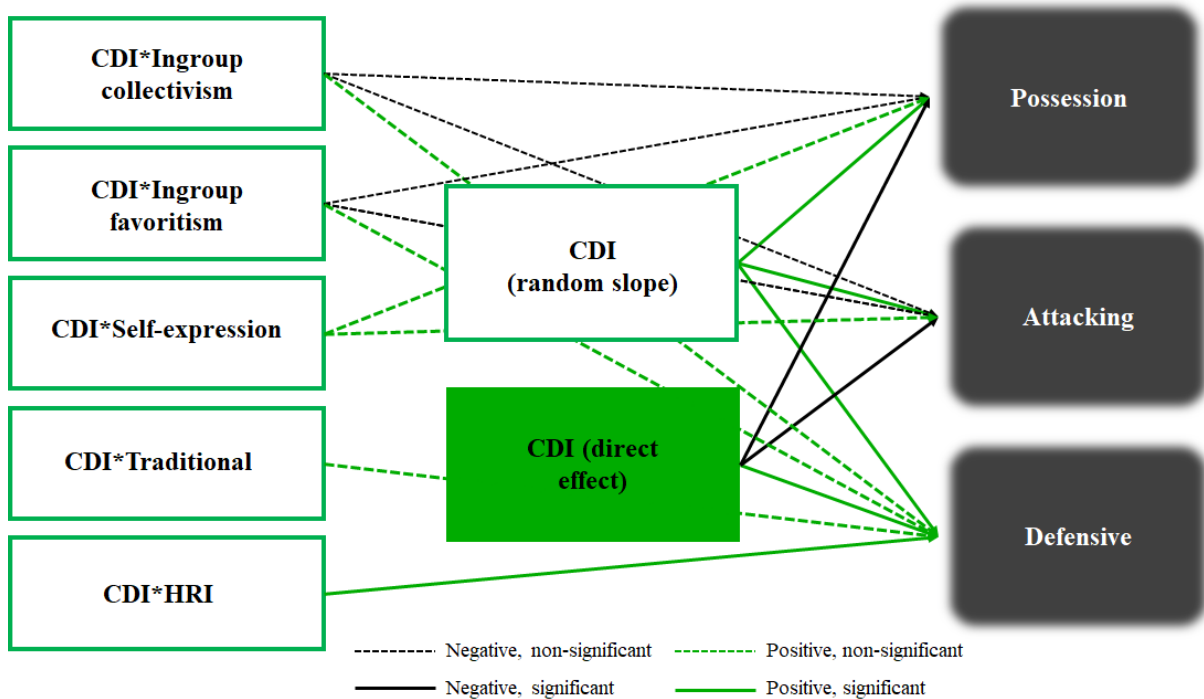 CDI*Ingroup
collectivism
CDI*Ingroup
favoritism
CDI*Self-expression
CDI*Traditional
CDI*HRI
CDI
(random slope)
CDI (direct
effect)
Possession
Attacking
Defensive
Negative, non-significant
Positive, non-significant
Negative, significant
Positive, significant